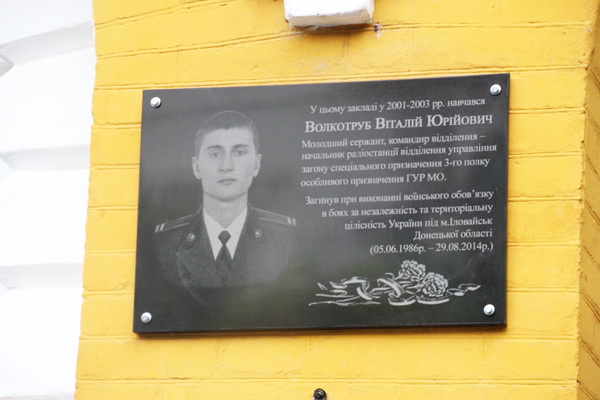 У цьому закладі у 2001-2003 рр. навчався
Волкотруб Віталій Юрійович
Молодший сержант, командир відділення –
начальник радіостанції відділення управління
загону спеціального призначення 3-го полку
особливого призначення ГУР МО.
Загинув при виконанні воїнського обов'язку
в боях за незалежність та територіальну
цілісність України під м.Іловайськ
Донецької області
(05.06.1986р. – 29.08.2014р.)